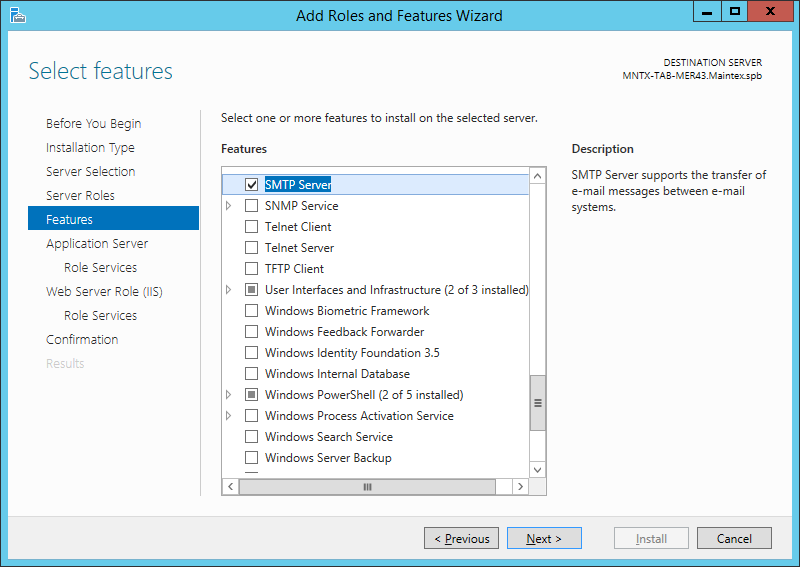 Add Roles and Features Wizard
Select features
DESTINATION SERVER
MNTX-TAB-MER43.Maintex.spb
Before You Begin
Installation Type
Server Selection
Server Roles
Features
Application Server
Role Services
Web Server Role (IIS)
Role Services
Confirmation
Results
Select one or more features to install on the selected server.
Features
SMTP Server
SNMP Service
Telnet Client
Telnet Server
TFTP Client
User Interfaces and Infrastructure (2 of 3 installed)
Windows Biometric Framework
Windows Feedback Forwarder
Windows Identity Foundation 3.5
Windows Internal Database
Windows PowerShell (2 of 5 installed)
Windows Process Activation Service
Windows Search Service
Windows Server Backup
Description
SMTP Server supports the transfer of
e-mail messages between e-mail
systems.
< Previous
Next >
Install
Cancel